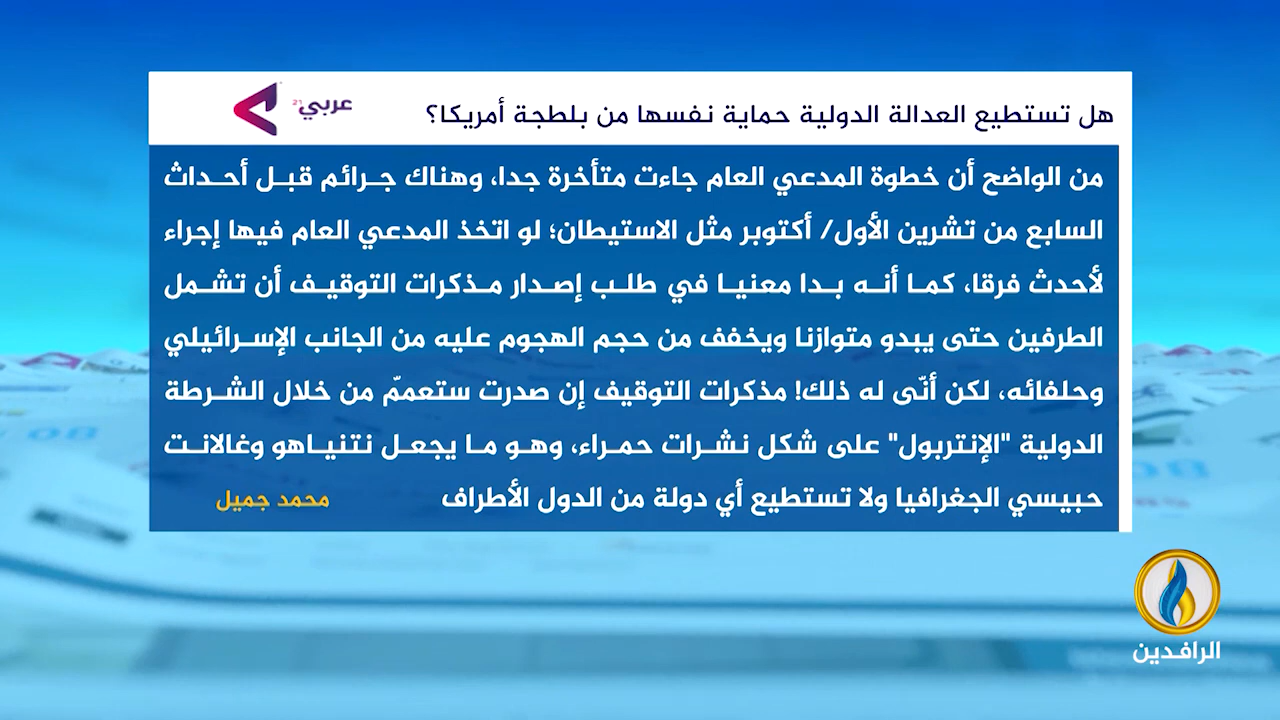 هل تستطيع العدالة الدولية حماية نفسها من بلطجة أمريكا؟
عربي21
من الواضح أن خطوة المدعي العام جاءت متأخرة جدا، وهناك جرائم قبل أحداث
السابع من تشرين الأول/ أكتوبر مثل الاستيطان؛ لو اتخذ المدعي العام فيها إجراء
لأحدث فرقا، كما أنه بدا معنيا في طلب إصدار مذكرات التوقيف أن تشمل
الطرفين حتى يبدو متوازنا ويخفف من حجم الهجوم عليه من الجانب الإسرائيلي
وحلفائه، لكن أنّى له ذلك! مذكرات التوقيف إن صدرت ستعممّ من خلال الشرطة
الدولية "الإنتربول" على شكل نشرات حمراء، وهو ما يجعل نتنياهو وغالانت
حبيسي الجغرافيا ولا تستطيع أي دولة من الدول الأطراف
محمد جميل
الرافدين